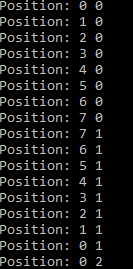 Position: 0 0
Position: 1 0
Position: 2 0
Position: 3 0
Position: 4 0
Position: 5 0
Position: 6 0
Position: 7 0
Position: 7 1
Position: 6 1
Position: 5 1
Position: 4 1
Position: 3 1
Position: 2 1
Position: 1 1
Position: 0 1
Position: 0 2